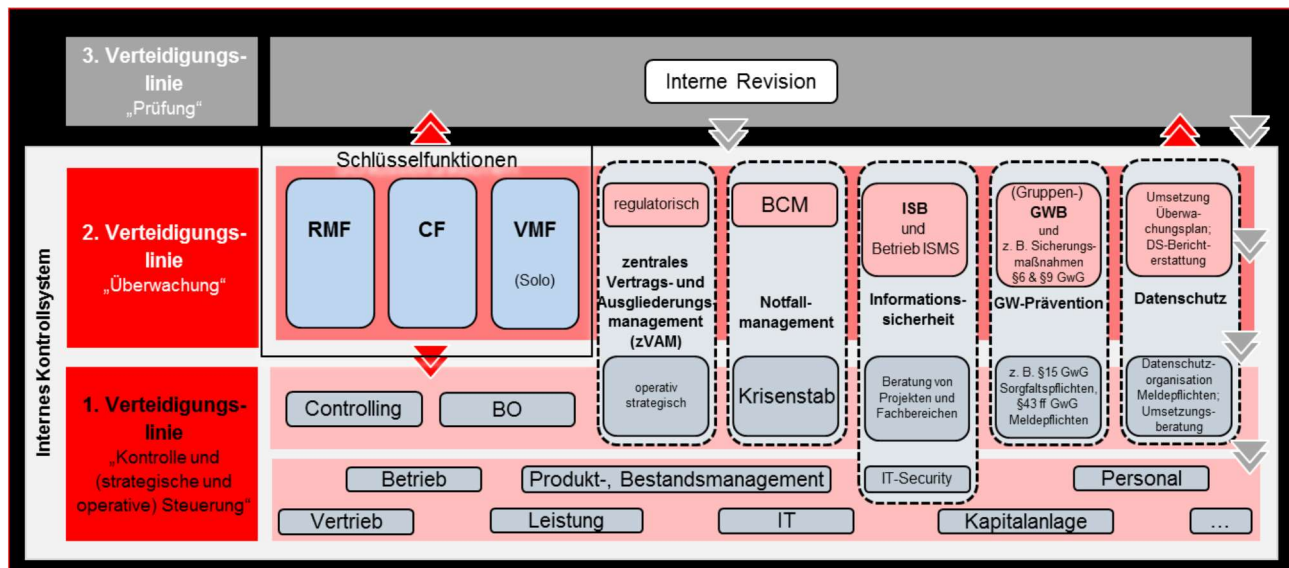 3. Verteidigungs-
linie
„Prüfung“
Interne Revision
Internes Kontrollsystem
2. Verteidigungs-
linie
„Überwachung“
Schlüsselfunktionen
RMF
CF
VMF
(Solo)
regulatorisch
zentrales
Vertrags- und
Ausgliederungs
management
(zVAM)
operativ
strategisch
BCM
Notfall-
management
Krisenstab
ISB
und
Betrieb ISMS
Informations-
sicherheit
Beratung von
Projekten und
Fachbereichen
IT-Security
(Gruppen-)
GWB
und
z. B. Sicherungs-
maßnahmen
§6 & §9 GwG
GW-Prävention
z. B. §15 GwG
Sorgfaltspflichten,
§43 ff GwG
Meldepflichten
Umsetzung
Überwa-
chungsplan;
DS-Bericht-
erstattung
Datenschutz
Datenschutz-
organisation
Meldepflichten;
Umsetzungs-
beratung
1. Verteidigungs-
linie
„Kontrolle und
(strategische und
operative) Steuerung“
Controlling
BO
Betrieb
Produkt-, Bestandsmanagement
Personal
Vertrieb
Leistung
IT
Kapitalanlage
…